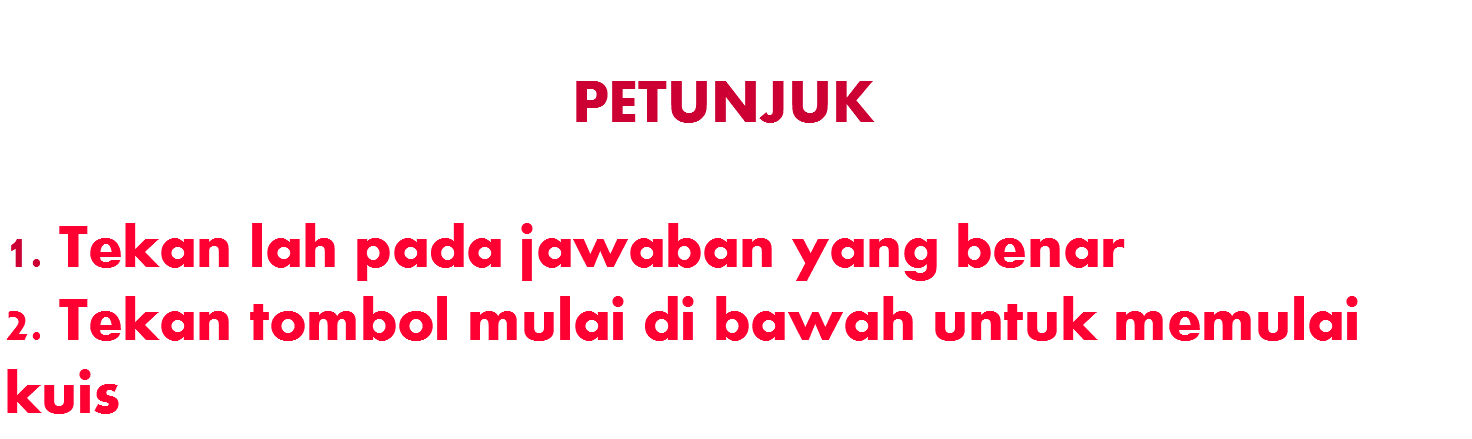 PETUNJUK
1. Tekan lah pada jawaban yang benar
2. Tekan tombol mulai di bawah untuk memulai
kuis